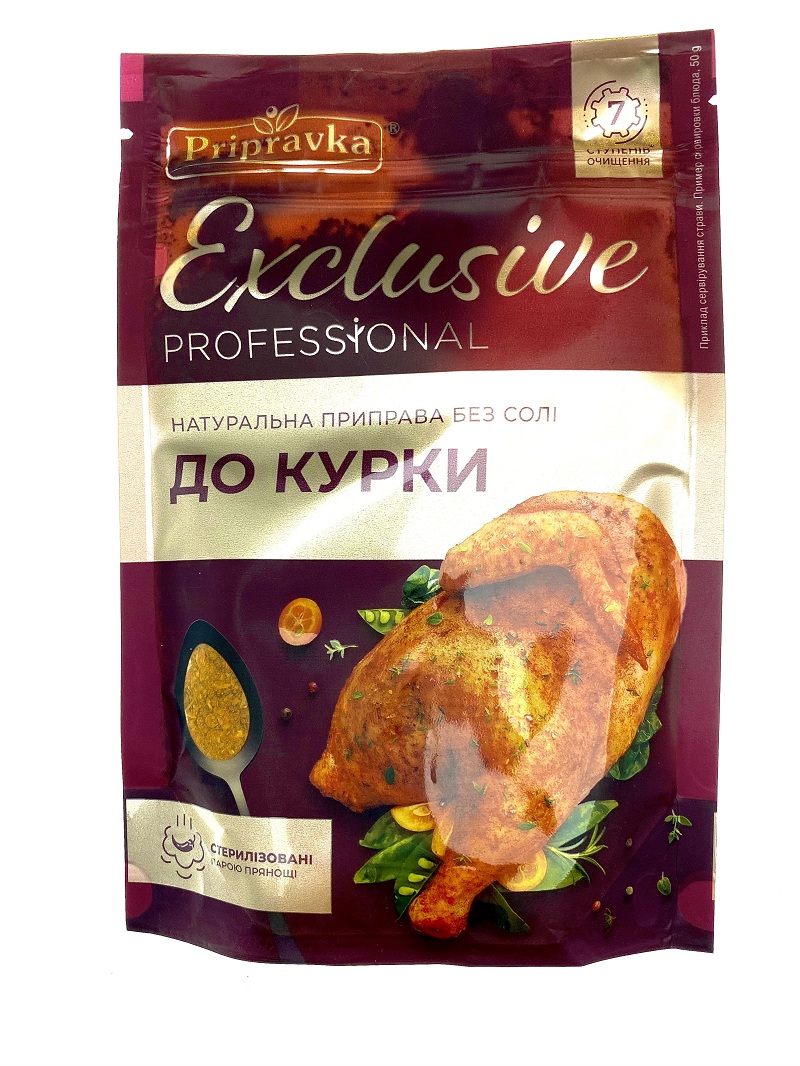 Pripravka®
7
СТУПЕНІВ
ОЧИЩЕННЯ
Exclusive
PROFESSIONAL
НАТУРАЛЬНА ПРИПРАВА БЕЗ СОЛІ
ДО КУРКИ
СТЕРИЛІЗОВАНІ
ПАРОЮ ПРЯНОЩІ
Приклад сервірування страви. Пример сервировки блюда, 50 g